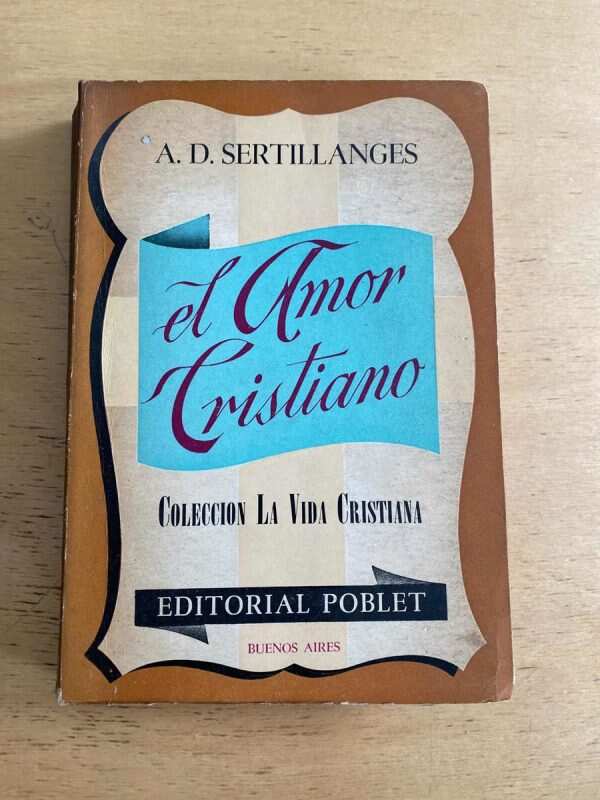 A. D. SERTILLANGES
el Amor
Cristiano
COLECCION LA VIDA CRISTIANA
EDITORIAL POBLET
BUENOS AIRES